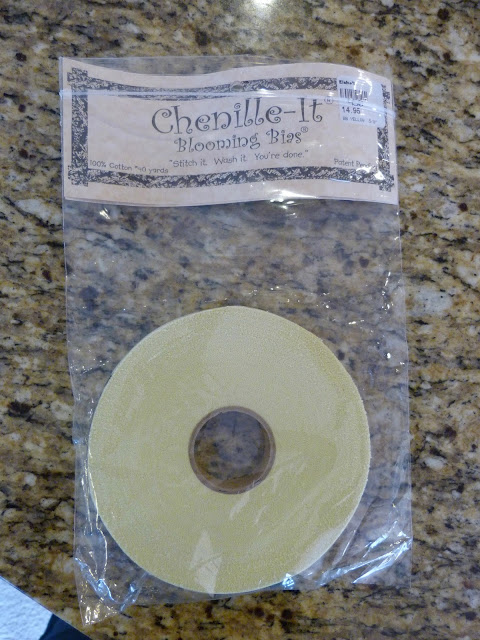 Chenille-It
Blooming Bias®
"Stitch it. Wash it. You're done."
100% Cotton *40 yards
14.95